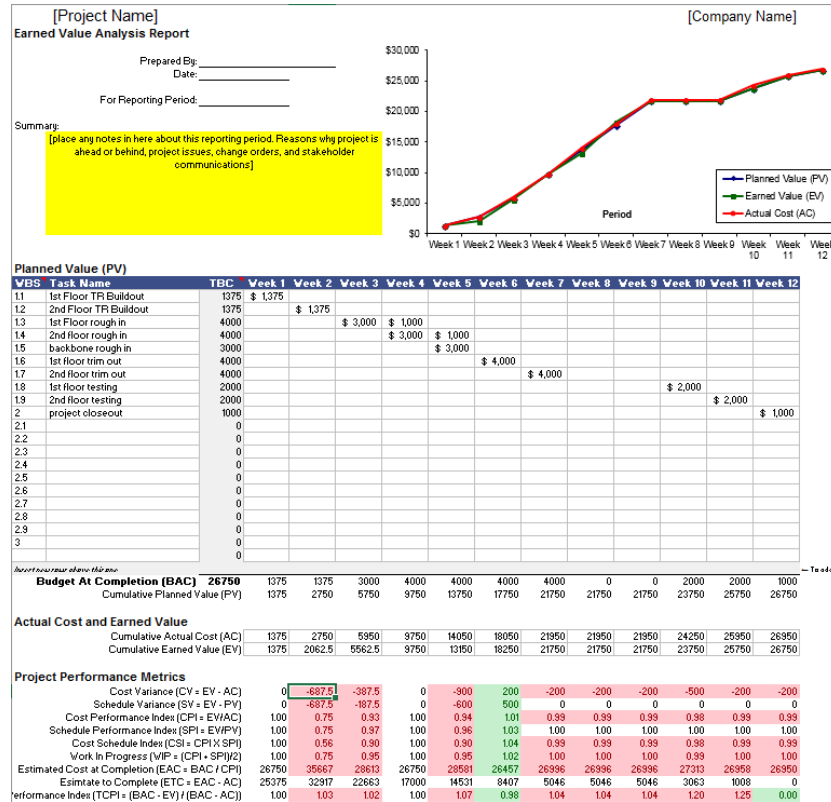 [Project Name] [Company Name]
Earned Value Analysis Report
Prepared By:
Date:
For Reporting Period:
Summary:
[place any notes in here about this reporting period. Reasons why project is
ahead or behind, project issues, change orders, and stakeholder
communications]
$30,000
$25,000
$20,000
$15,000
$10,000
$5,000
$0
Period
Planned Value (PV)
Earned Value (EV)
Actual Cost (AC)
Week 1 Week 2 Week 3 Week 4 Week 5 Week 6 Week 7 Week 8 Week 9 Week 10 Week 11 Week 12
Planned Value (PV)
WBS Task Name TBC Week 1 Week 2 Week 3 Week 4 Week 5 Week 6 Week 7 Week 8 Week 9 Week 10 Week 11 Week 12
1.1 1st Floor TR Buildout 1375 $ 1,375
1.2 2nd Floor TR Buildout 1375 $ 1,375
1.3 1st Floor rough in 4000 $ 3,000 $ 1,000
1.4 2nd floor rough in 4000 $ 3,000 $ 1,000
1.5 backbone rough in 3000 $ 3,000
1.6 1st floor trim out 4000 $ 4,000
1.7 2nd floor trim out 4000 $ 4,000
1.8 1st floor testing 2000 $ 2,000
1.9 2nd floor testing 2000 $ 2,000
2 project closeout 1000 $ 1,000
2.1 0
2.2 0
2.3 0
2.4 0
2.5 0
2.6 0
2.7 0
2.8 0
2.9 0
3 0
0
Budget At Completion (BAC) 26750 1375 1375 3000 4000 4000 4000 4000 0 0 2000 2000 1000
Cumulative Planned Value (PV) 1375 2750 5750 9750 13750 17750 21750 21750 21750 23750 25750 26750
Actual Cost and Earned Value
Cumulative Actual Cost (AC) 1375 2750 5950 9750 14050 18050 21950 21950 21950 24250 25950 26950
Cumulative Earned Value (EV) 1375 2062.5 5562.5 9750 13150 18250 21750 21750 21750 23750 25750 26750
Project Performance Metrics
Cost Variance (CV = EV - AC) 0 -687.5 -387.5 0 -900 200 -200 -200 -200 -500 -200 -200
Schedule Variance (SV = EV - PV) 0 -687.5 -187.5 0 -600 500 0 0 0 0 0 0
Cost Performance Index (CPI = EV/AC) 1.00 0.75 0.93 1.00 0.94 1.01 0.99 0.99 0.99 0.98 0.99 0.99
Schedule Performance Index (SPI = EV/PV) 1.00 0.75 0.97 1.00 0.96 1.03 1.00 1.00 1.00 1.00 1.00 1.00
Cost Schedule Index (CSI = CPI X SPI) 1.00 0.56 0.90 1.00 0.90 1.04 0.99 0.99 0.99 0.98 0.99 0.99
Work In Progress (WIP = (CPI + SPI)/2) 1.00 0.75 0.95 1.00 0.95 1.02 1.00 1.00 1.00 0.99 1.00 1.00
Estimated Cost at Completion (EAC = BAC / CPI) 26750 35667 28613 26750 28581 26457 26996 26996 26996 27313 26958 26950
Esimtate to Complete (ETC = EAC - AC) 25375 32917 22663 17000 14531 8407 5046 5046 5046 3063 1008 0
erformance Index (TCPI = (BAC - EV) / (BAC - AC)) 1.00 1.03 1.02 1.00 1.07 0.98 1.04 1.04 1.04 1.20 1.25 0.00